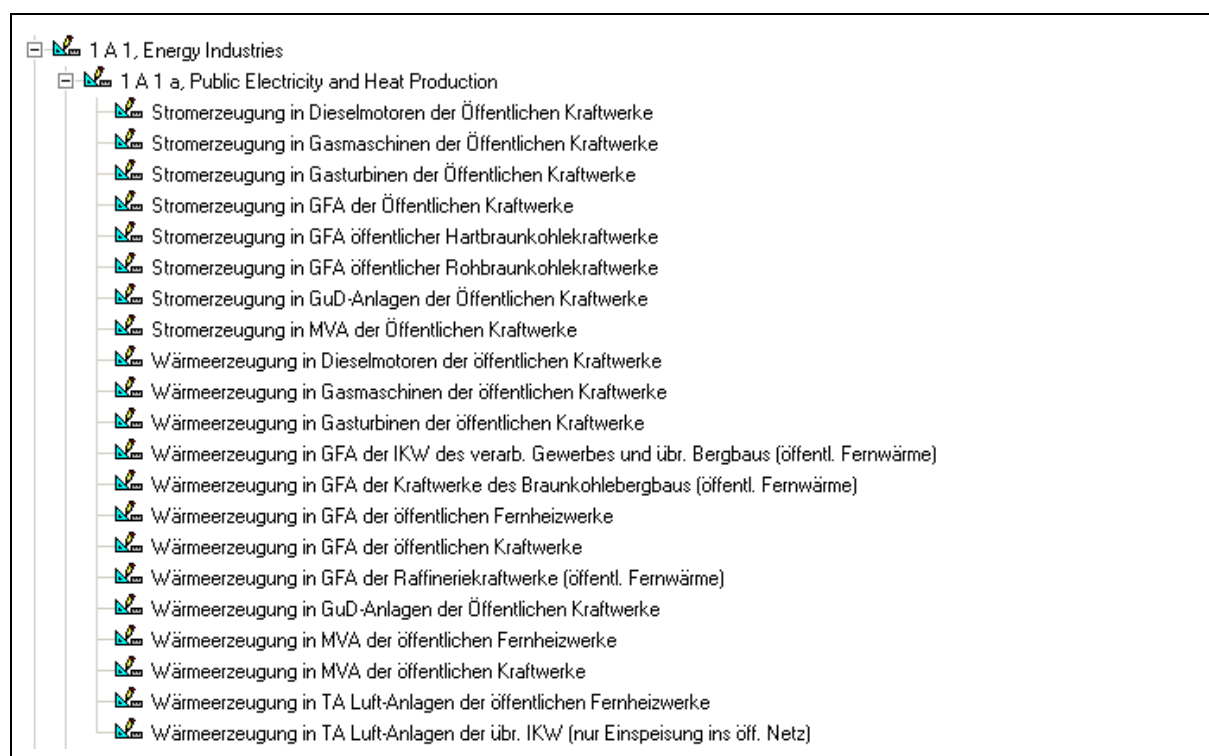 1 A 1, Energy Industries
1 A 1 a, Public Electricity and Heat Production
Stromerzeugung in Dieselmotoren der Öffentlichen Kraftwerke
Stromerzeugung in Gasmaschinen der Öffentlichen Kraftwerke
Stromerzeugung in Gasturbinen der Öffentlichen Kraftwerke
Stromerzeugung in GFA der Öffentlichen Kraftwerke
Stromerzeugung in GFA öffentlicher Hartbraunkohlekraftwerke
Stromerzeugung in GFA öffentlicher Rohbraunkohlekraftwerke
Stromerzeugung in GuD-Anlagen der Öffentlichen Kraftwerke
Stromerzeugung in MVA der Öffentlichen Kraftwerke
Wärmeerzeugung in Dieselmotoren der öffentlichen Kraftwerke
Wärmeerzeugung in Gasmaschinen der öffentlichen Kraftwerke
Wärmeerzeugung in Gasturbinen der öffentlichen Kraftwerke
Wärmeerzeugung in GFA der IKW des verarb. Gewerbes und übr. Bergbaus (öffentl. Fernwärme)
Wärmeerzeugung in GFA der Kraftwerke des Braunkohlebergbaus (öffentl. Fernwärme)
Wärmeerzeugung in GFA der öffentlichen Fernheizwerke
Wärmeerzeugung in GFA der öffentlichen Kraftwerke
Wärmeerzeugung in GFA der Raffineriekraftwerke (öffentl. Fernwärme)
Wärmeerzeugung in GuD-Anlagen der Öffentlichen Kraftwerke
Wärmeerzeugung in MVA der öffentlichen Fernheizwerke
Wärmeerzeugung in MVA der öffentlichen Kraftwerke
Wärmeerzeugung in TA Luft-Anlagen der öffentlichen Fernheizwerke
Wärmeerzeugung in TA Luft-Anlagen der übr. IKW (nur Einspeisung ins öff. Netz)